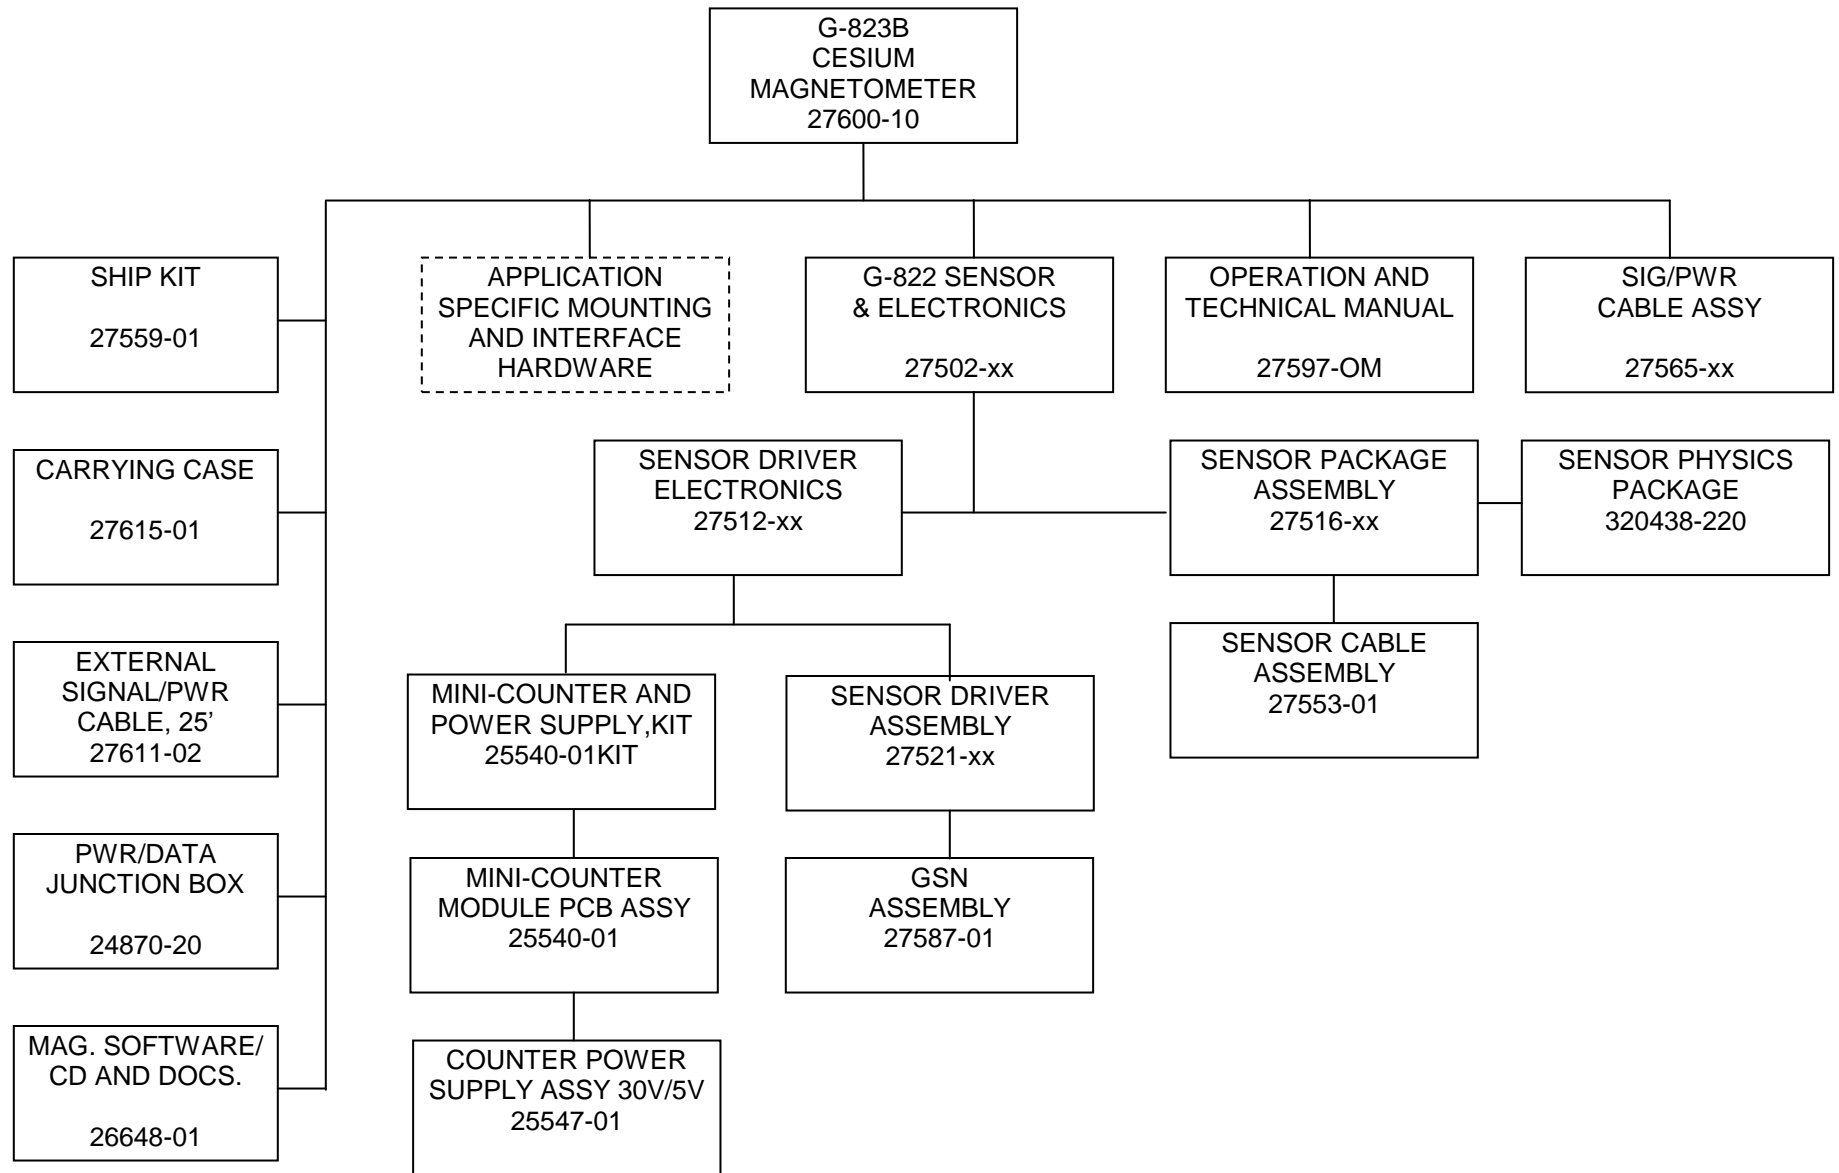 G-823B
CESIUM
MAGNETOMETER
27600-10
SHIP KIT
27559-01
APPLICATION
SPECIFIC MOUNTING
AND INTERFACE
HARDWARE
G-822 SENSOR
& ELECTRONICS
27502-xx
OPERATION AND
TECHNICAL MANUAL
27597-OM
SIG/PWR
CABLE ASSY
27565-xx
CARRYING CASE
27615-01
SENSOR DRIVER
ELECTRONICS
27512-xx
SENSOR PACKAGE
ASSEMBLY
27516-xx
SENSOR PHYSICS
PACKAGE
320438-220
EXTERNAL
SIGNAL/PWR
CABLE, 25’
27611-02
MINI-COUNTER AND
POWER SUPPLY,KIT
25540-01KIT
SENSOR DRIVER
ASSEMBLY
27521-xx
SENSOR CABLE
ASSEMBLY
27553-01
PWR/DATA
JUNCTION BOX
24870-20
MINI-COUNTER
MODULE PCB ASSY
25540-01
GSN
ASSEMBLY
27587-01
MAG. SOFTWARE/
CD AND DOCS.
26648-01
COUNTER POWER
SUPPLY ASSY 30V/5V
25547-01